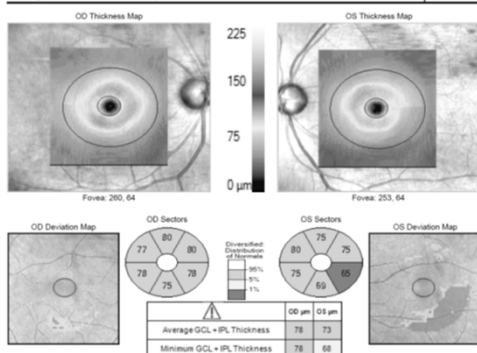 OD Thickness Map
OS Thickness Map
225
150
75
0 µm
Fovea: 260, 64
Fovea: 253, 64
OD Deviation Map
OD Sectors
OS Sectors
OS Deviation Map
80
77
80
78
78
75
75
80
75
75
65
69
Diversified:
Distribution
of Normals
95%
5%
1%
OD µm
OS µm
Average GCL + IPL Thickness
78
73
Minimum GCL + IPL Thickness
78
68